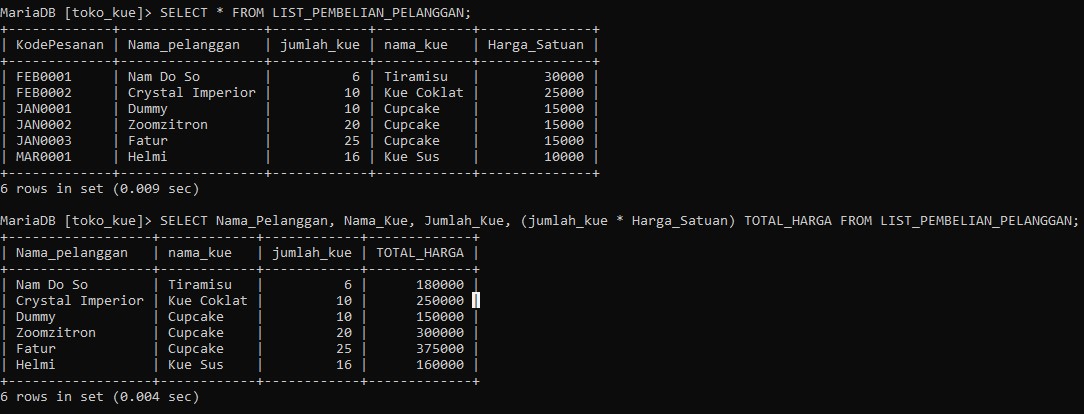 MariaDB [toko_kue]> SELECT * FROM LIST_PEMBELIAN_PELANGGAN;
+------------+------------------+------------+------------+--------------+
| KodePesanan | Nama_pelanggan | jumlah_kue | nama_kue | Harga_Satuan |
+------------+------------------+------------+------------+--------------+
| FEB0001 | Nam Do So | 6 | Tiramisu | 30000 |
| FEB0002 | Crystal Imperior | 10 | Kue Coklat | 25000 |
| JAN0001 | Dummy | 10 | Cupcake | 15000 |
| JAN0002 | Zoomzitron | 20 | Cupcake | 15000 |
| JAN0003 | Fatur | 25 | Cupcake | 15000 |
| MAR0001 | Helmi | 16 | Kue Sus | 10000 |
+------------+------------------+------------+------------+--------------+
6 rows in set (0.009 sec)
MariaDB [toko_kue]> SELECT Nama_Pelanggan, Nama_Kue, Jumlah_Kue, (jumlah_kue * Harga_Satuan) TOTAL_HARGA FROM LIST_PEMBELIAN_PELANGGAN;
+------------------+------------+------------+-------------+
| Nama_pelanggan | nama_kue | jumlah_kue | TOTAL_HARGA |
+------------------+------------+------------+-------------+
| Nam Do So | Tiramisu | 6 | 180000 |
| Crystal Imperior | Kue Coklat | 10 | 250000 |
| Dummy | Cupcake | 10 | 150000 |
| Zoomzitron | Cupcake | 20 | 300000 |
| Fatur | Cupcake | 25 | 375000 |
| Helmi | Kue Sus | 16 | 160000 |
+------------------+------------+------------+-------------+
6 rows in set (0.004 sec)